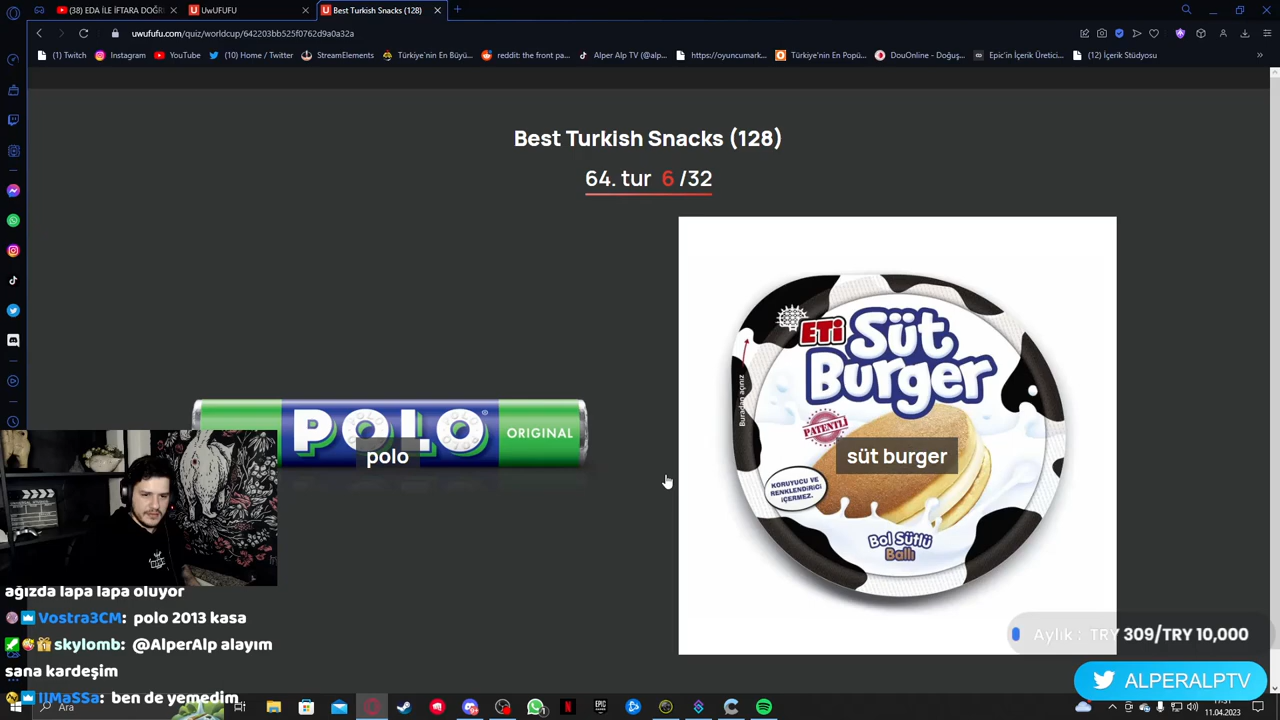 (38) EDA İLE İFTARA DOĞR
UwUFUFU
Best Turkish Snacks (128)
uwufufu.com/quiz/worldcup/642203bb525f0762d9a0a32a
(1) Twitch
Instagram
YouTube
(10) Home / Twitter
StreamElements
Türkiye'nin En Büyü...
reddit: the front pa...
Alper Alp TV (@alp...
https://oyuncumark...
Türkiye'nin En Popü...
DouOnline - Doğuş...
Epic'in İçerik Üretici...
(12) İçerik Stüdyosu
Best Turkish Snacks (128)
64. tur 6 /32
POLO
ORIGINAL
polo
ETİ
Süt
Burger
Buradan açınız
PATENTLİ
süt burger
KORUYUCU VE
RENKLENDİRİCİ
İÇERMEZ.
Bol Sütlü
Ballı
ağızda lapa lapa oluyor
Vostra3CM: polo 2013 kasa
skylomb: @AlperAlp alayım
sana kardeşim
ben de yemedim
Aylık : TRY 309/TRY 10,000
ALPERALPTV
Ara
11.04.2023